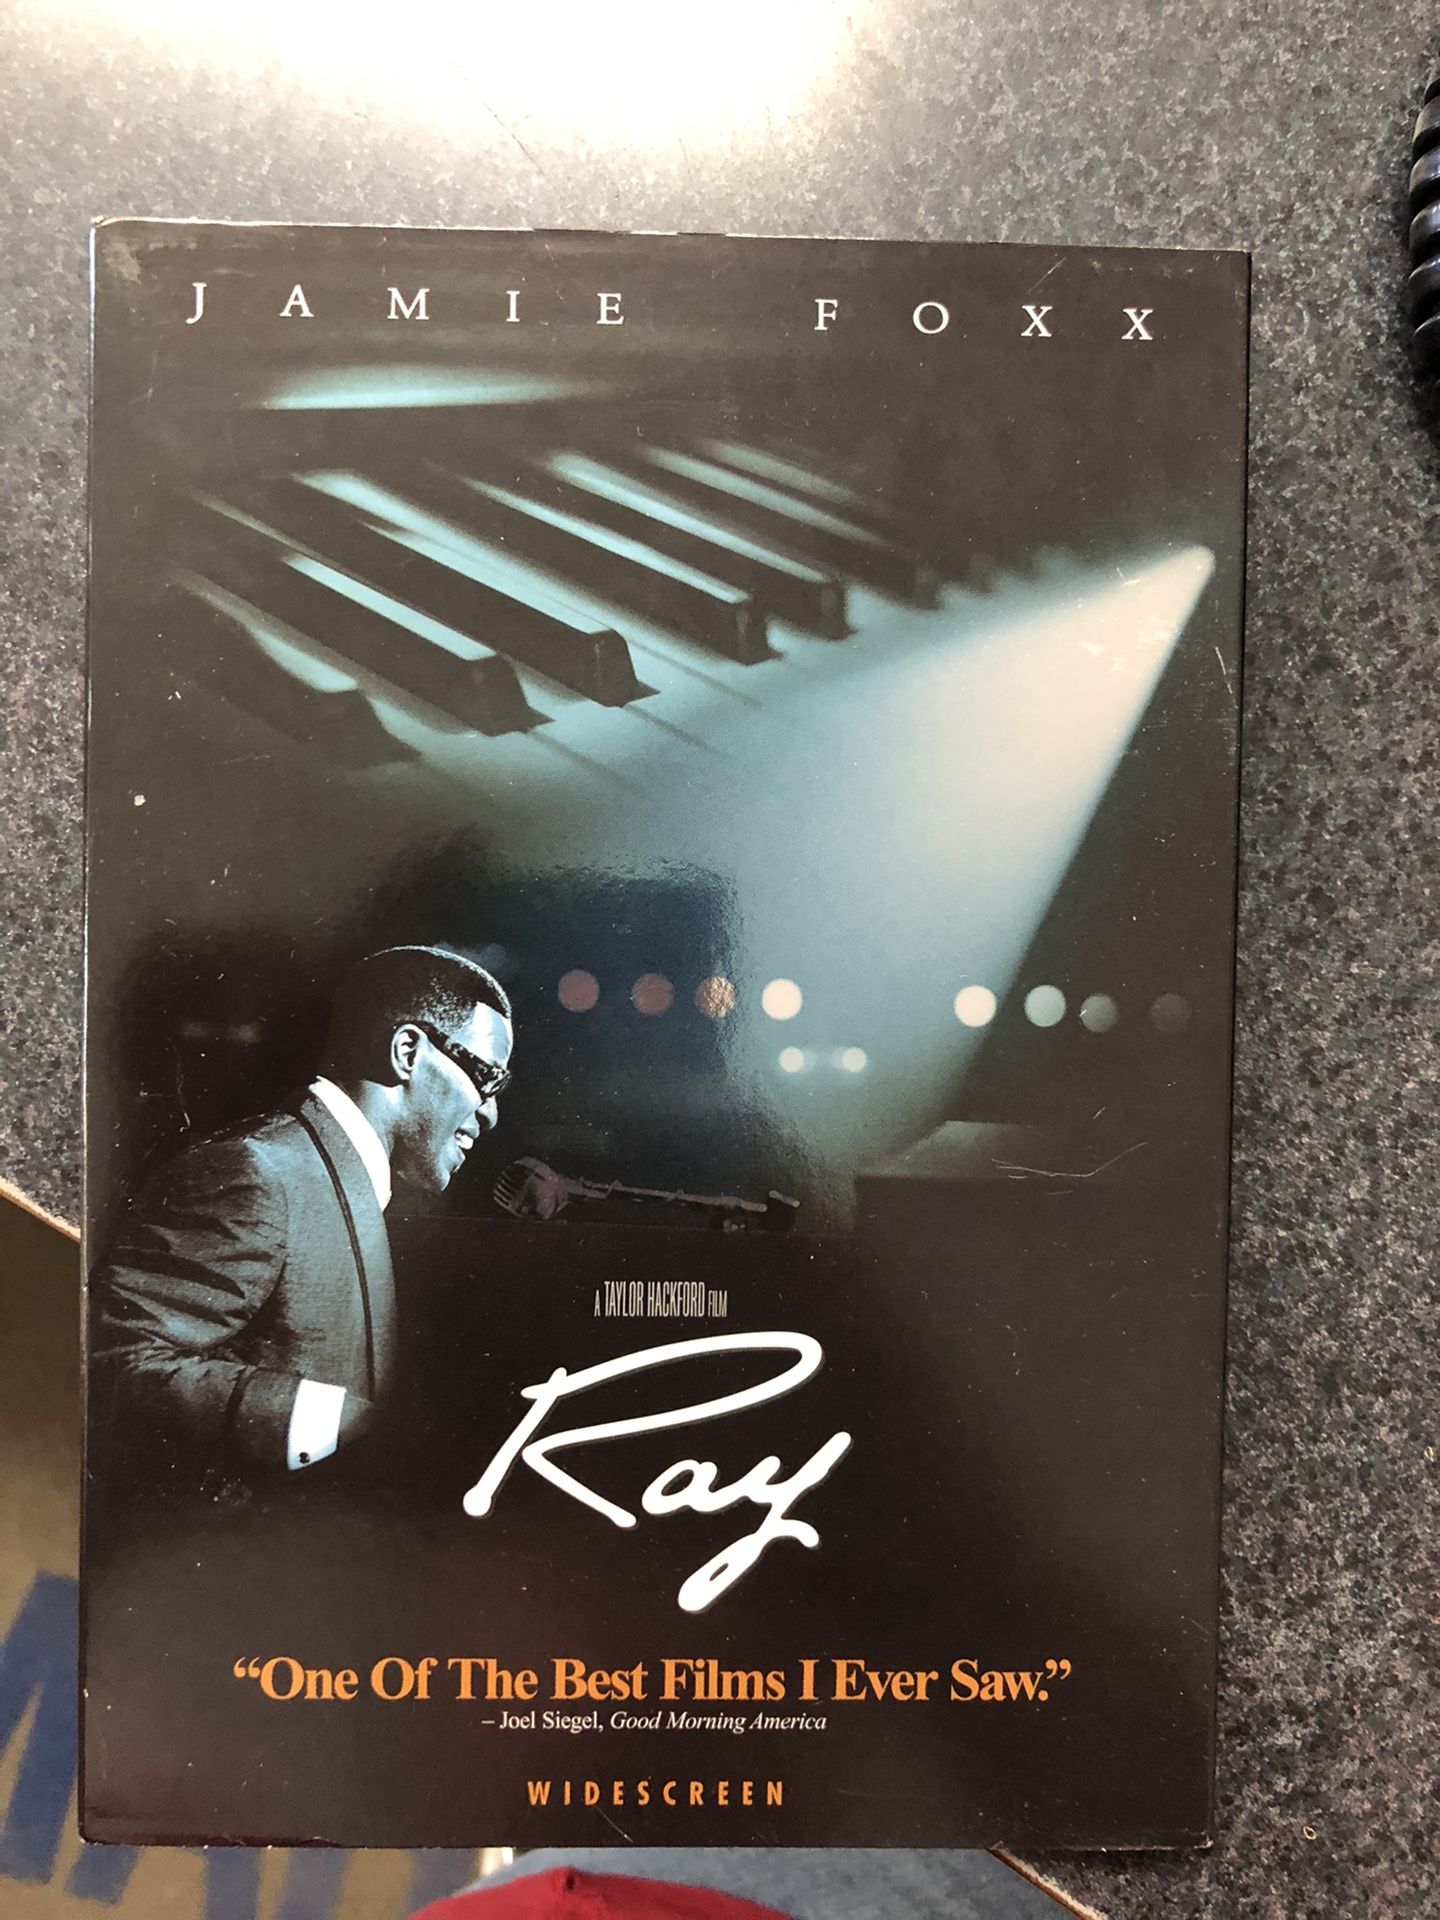 JAMIE FOXX
A TAYLOR HACKFORD FILM
Ray
“One Of The Best Films I Ever Saw.”
– Joel Siegel, Good Morning America
WIDESCREEN